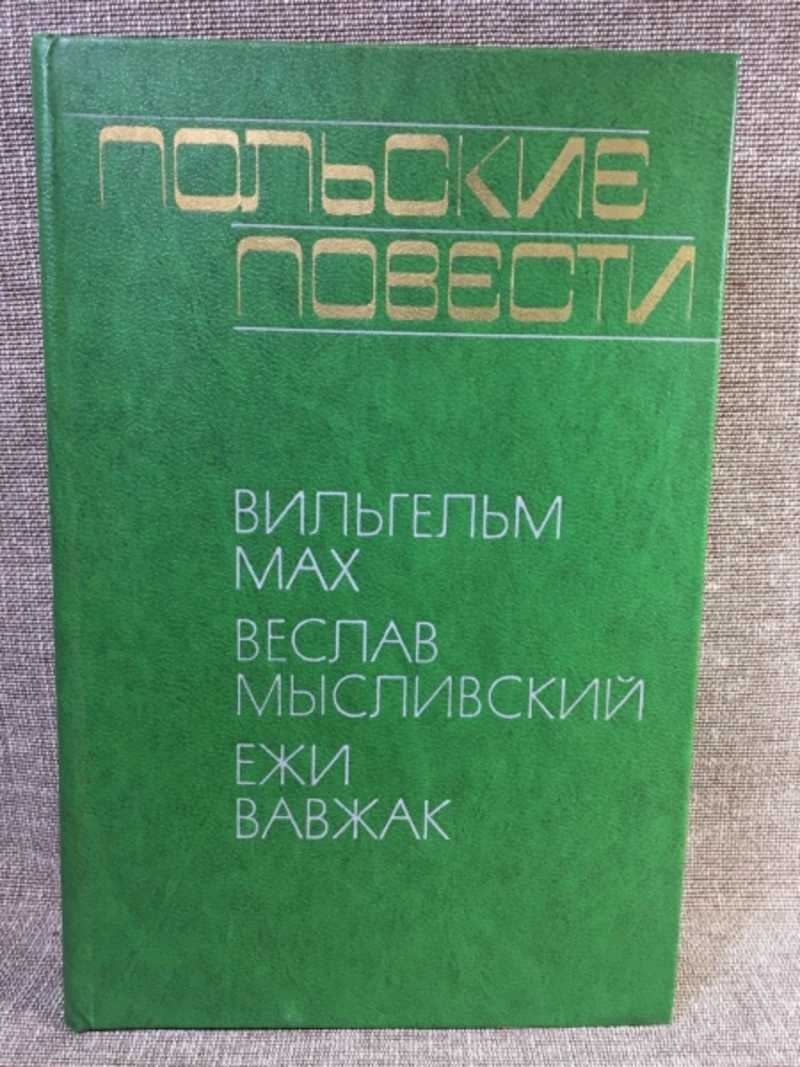 ПОЛЬСКИЕ
ПОВЕСТИ
ВИЛЬГЕЛЬМ
МАХ
ВЕСЛАВ
МЫСЛИВСКИЙ
ЕЖИ
ВАВЖАК